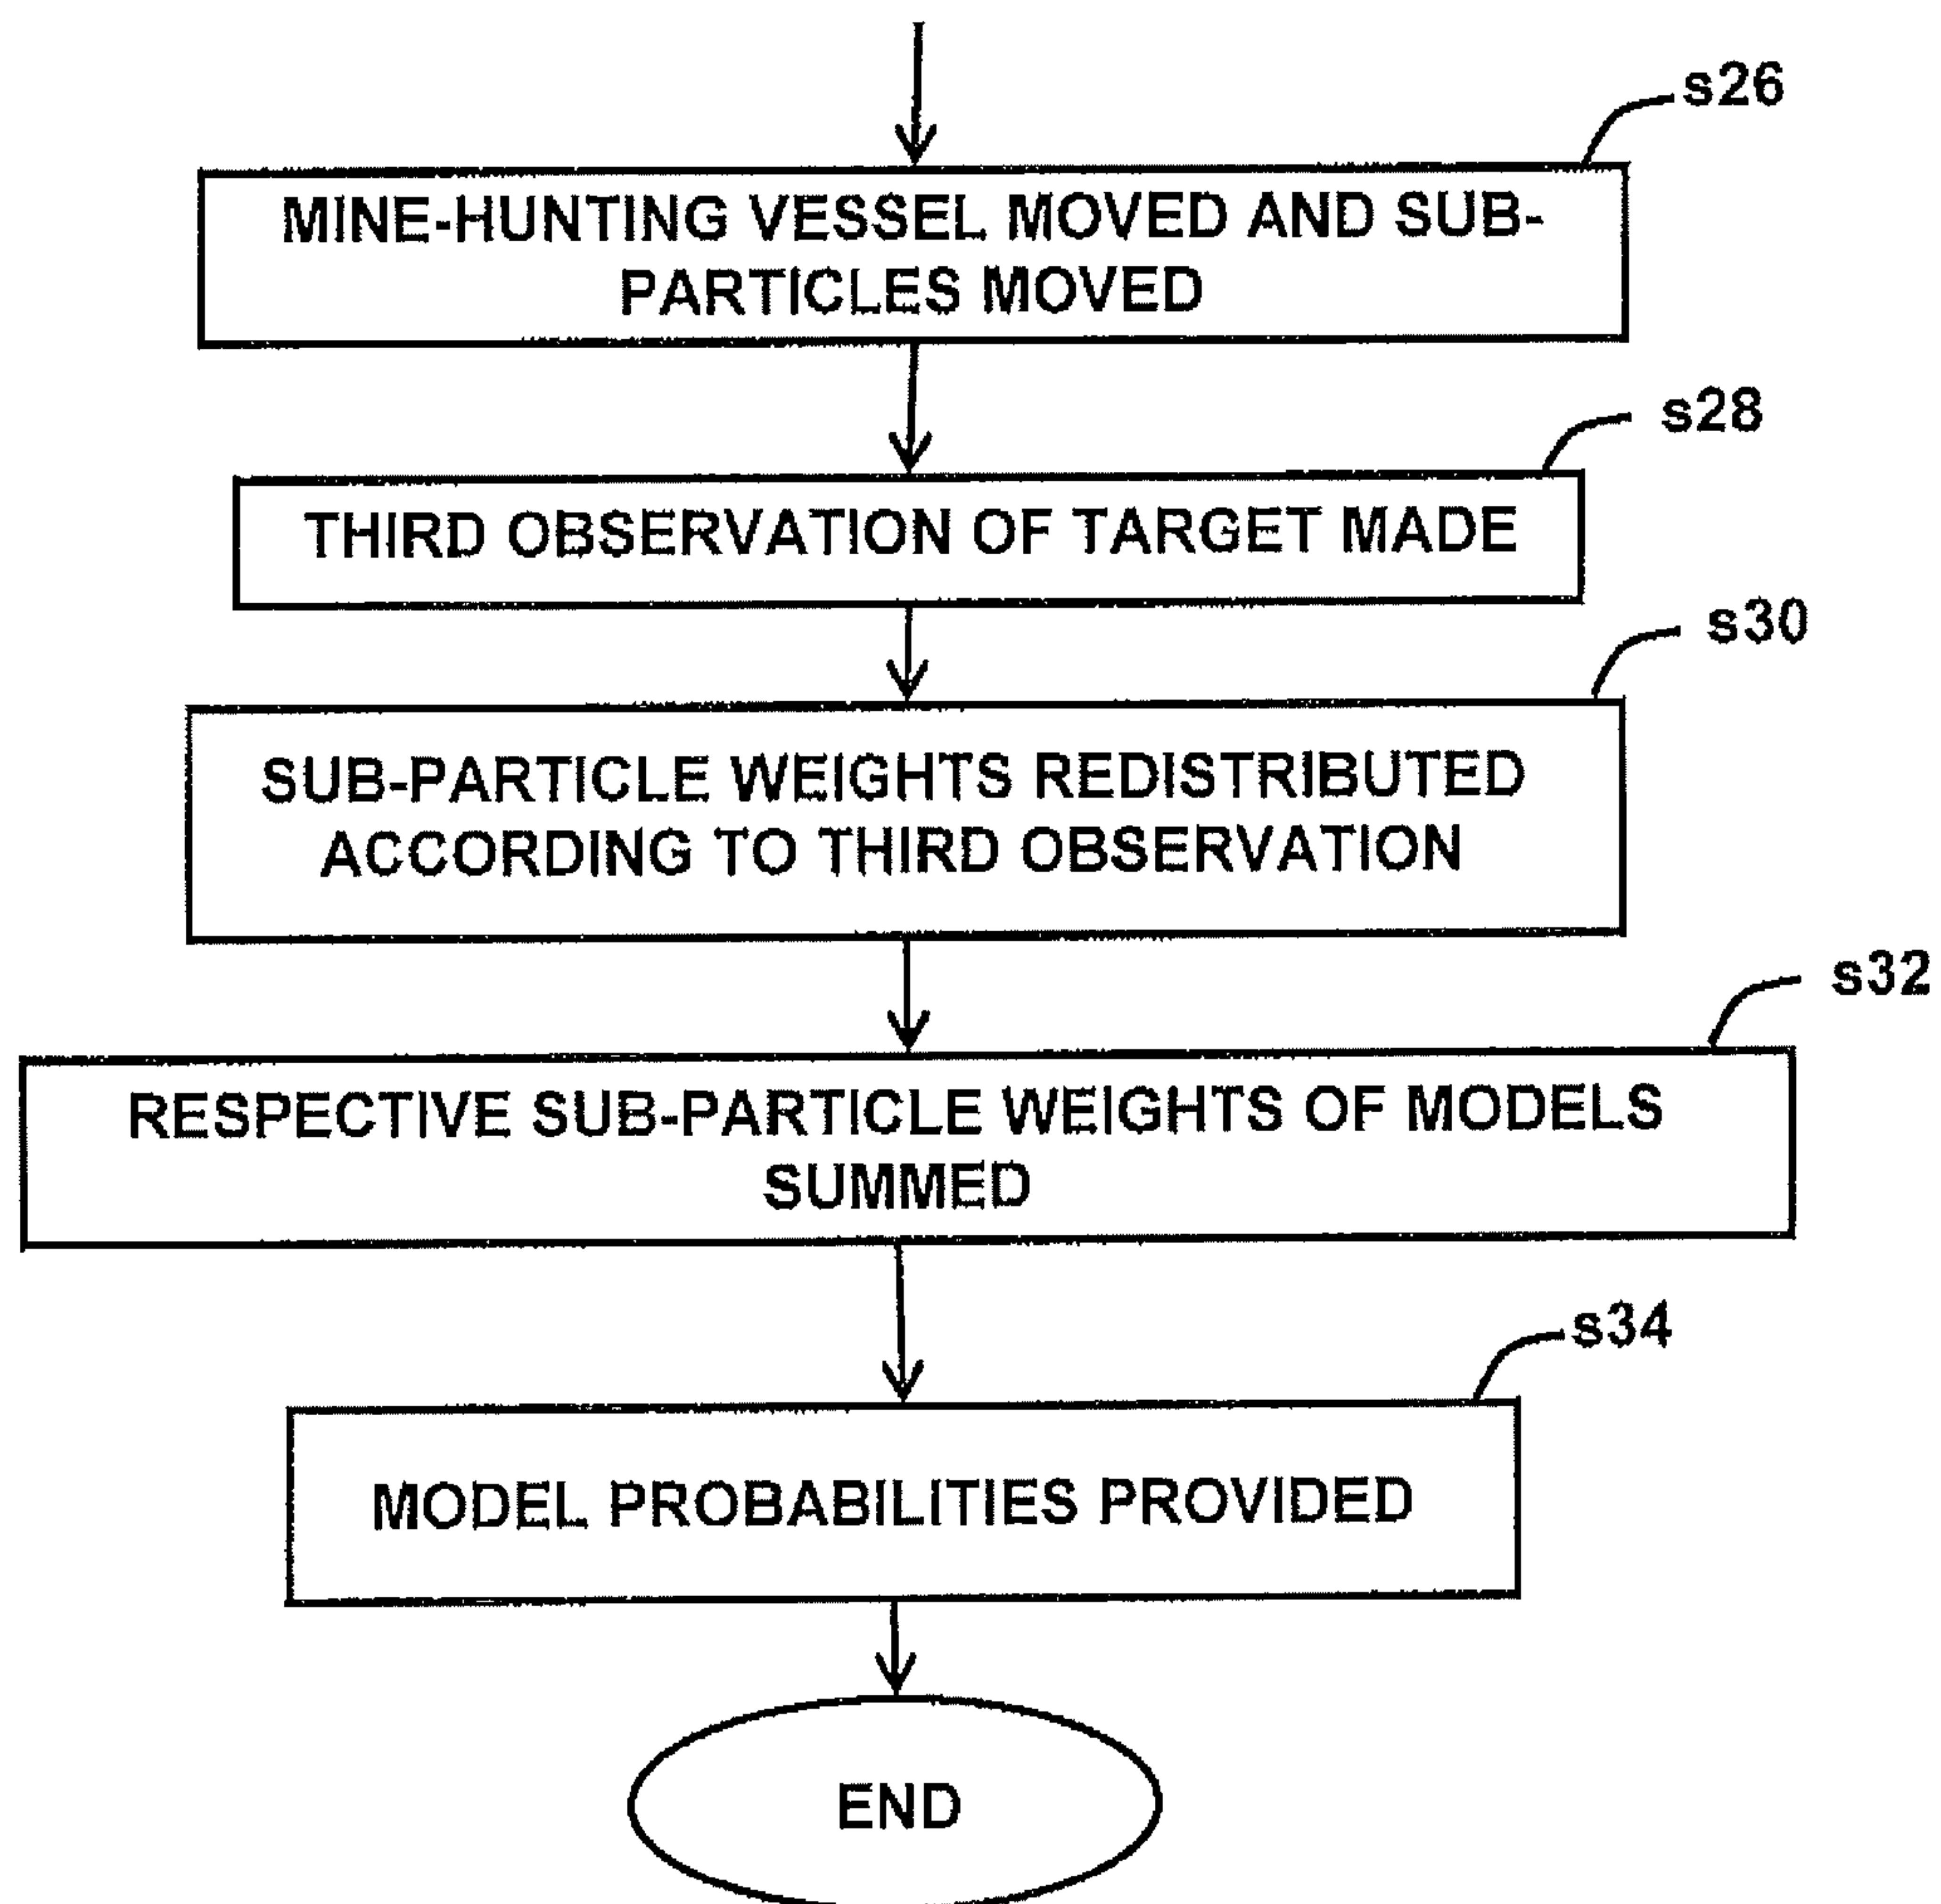 s26
MINE-HUNTING VESSEL MOVED AND SUB-
PARTICLES MOVED
s28
THIRD OBSERVATION OF TARGET MADE
s30
SUB-PARTICLE WEIGHTS REDISTRIBUTED
ACCORDING TO THIRD OBSERVATION
s32
RESPECTIVE SUB-PARTICLE WEIGHTS OF MODELS
SUMMED
s34
MODEL PROBABILITIES PROVIDED
END